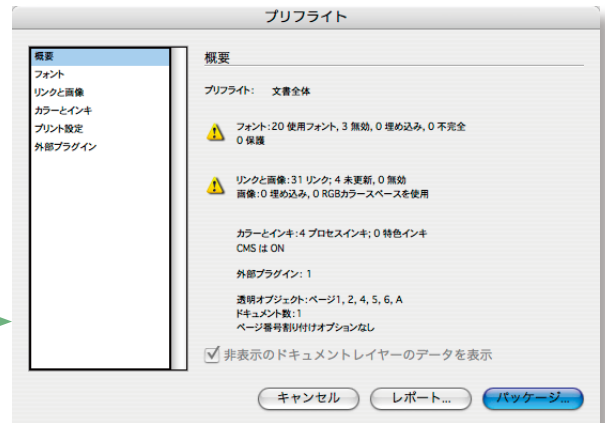 プリフライト
概要
フォント
リンクと画像
カラーとインキ
プリント設定
外部プラグイン
概要
プリフライト: 文書全体
フォント:20 使用フォント, 3 無効, 0 埋め込み, 0 不完全
0 保護
リンクと画像:31 リンク; 4 未更新, 0 無効
画像:0 埋め込み, 0 RGBカラースペースを使用
カラーとインキ:4 プロセスインキ; 0 特色インキ
CMS は ON
外部プラグイン: 1
透明オブジェクト:ページ1, 2, 4, 5, 6, A
ドキュメント数:1
ページ番号割り付けオプションなし
非表示のドキュメントレイヤーのデータを表示
キャンセル
レポート...
パッケージ...